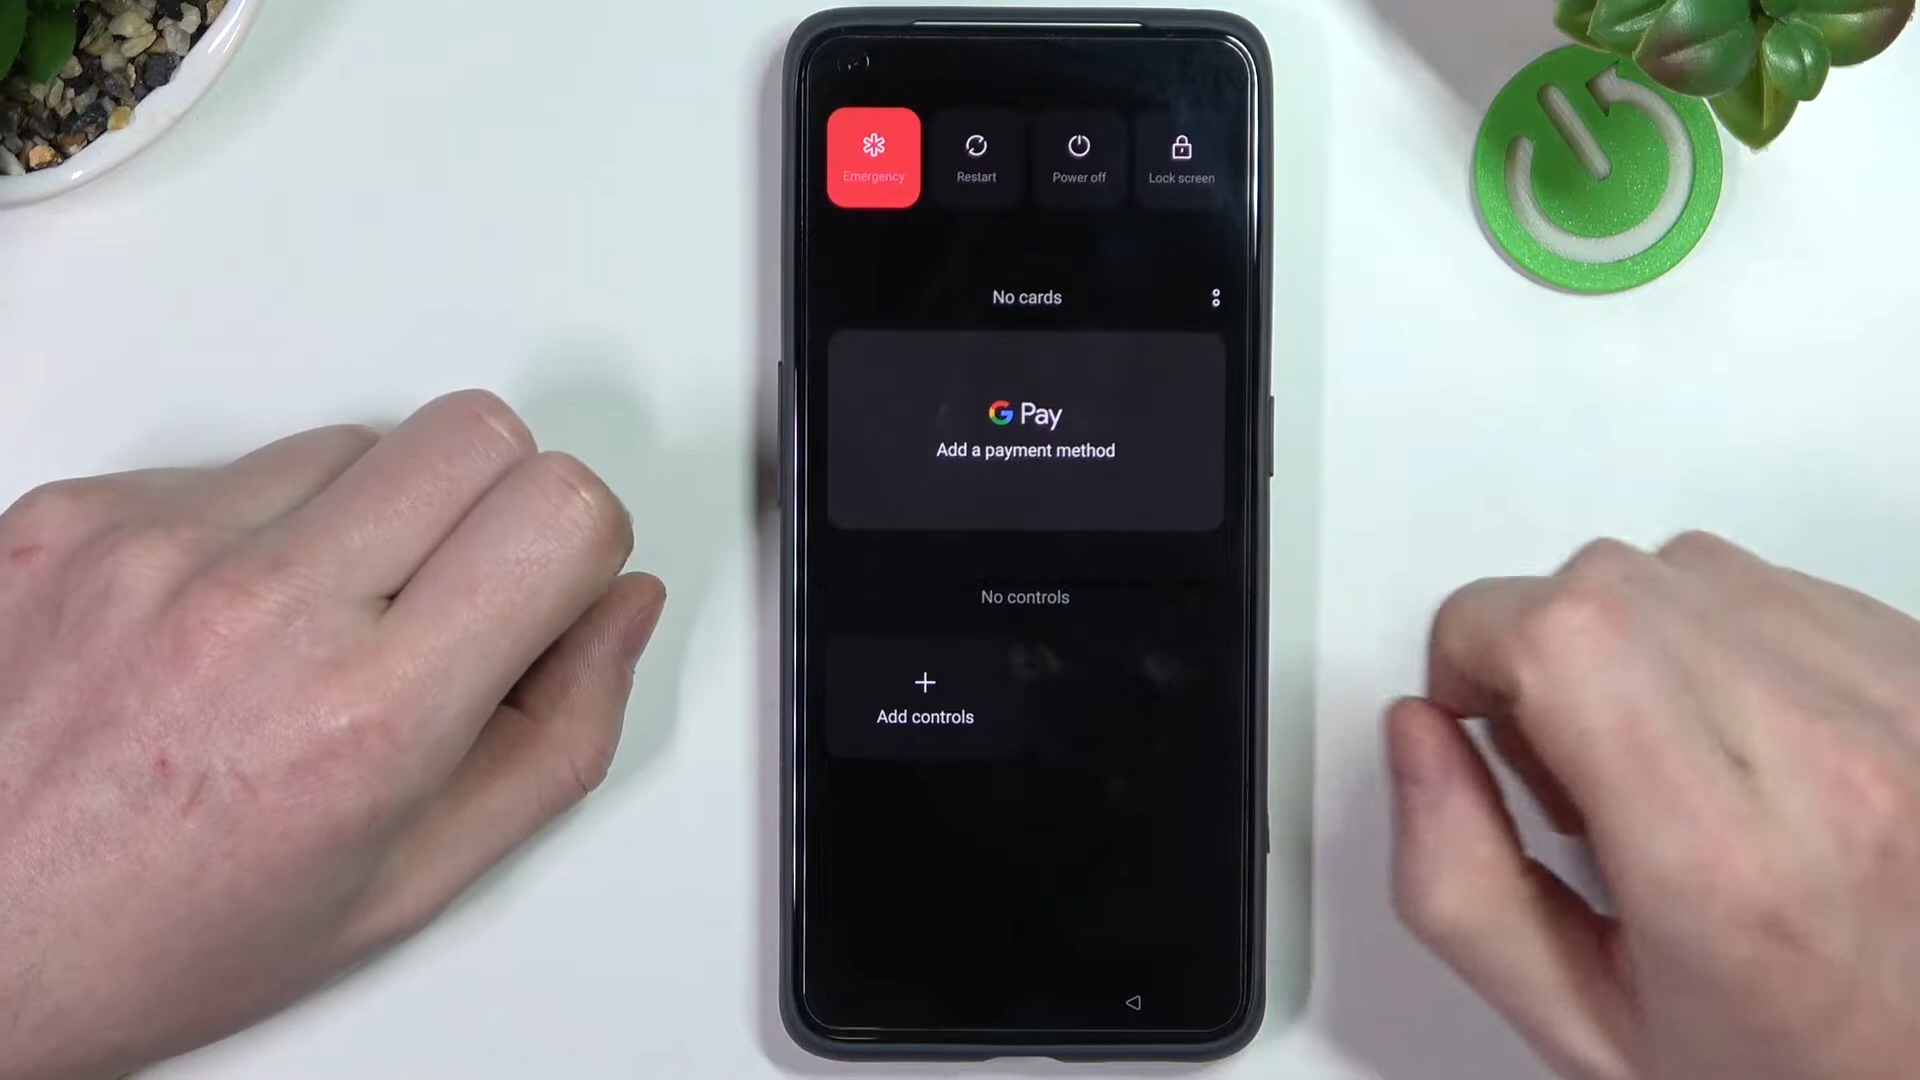 Emergency
Restart
Power off
Lock screen
No cards
G Pay
Add a payment method
No controls
Add controls